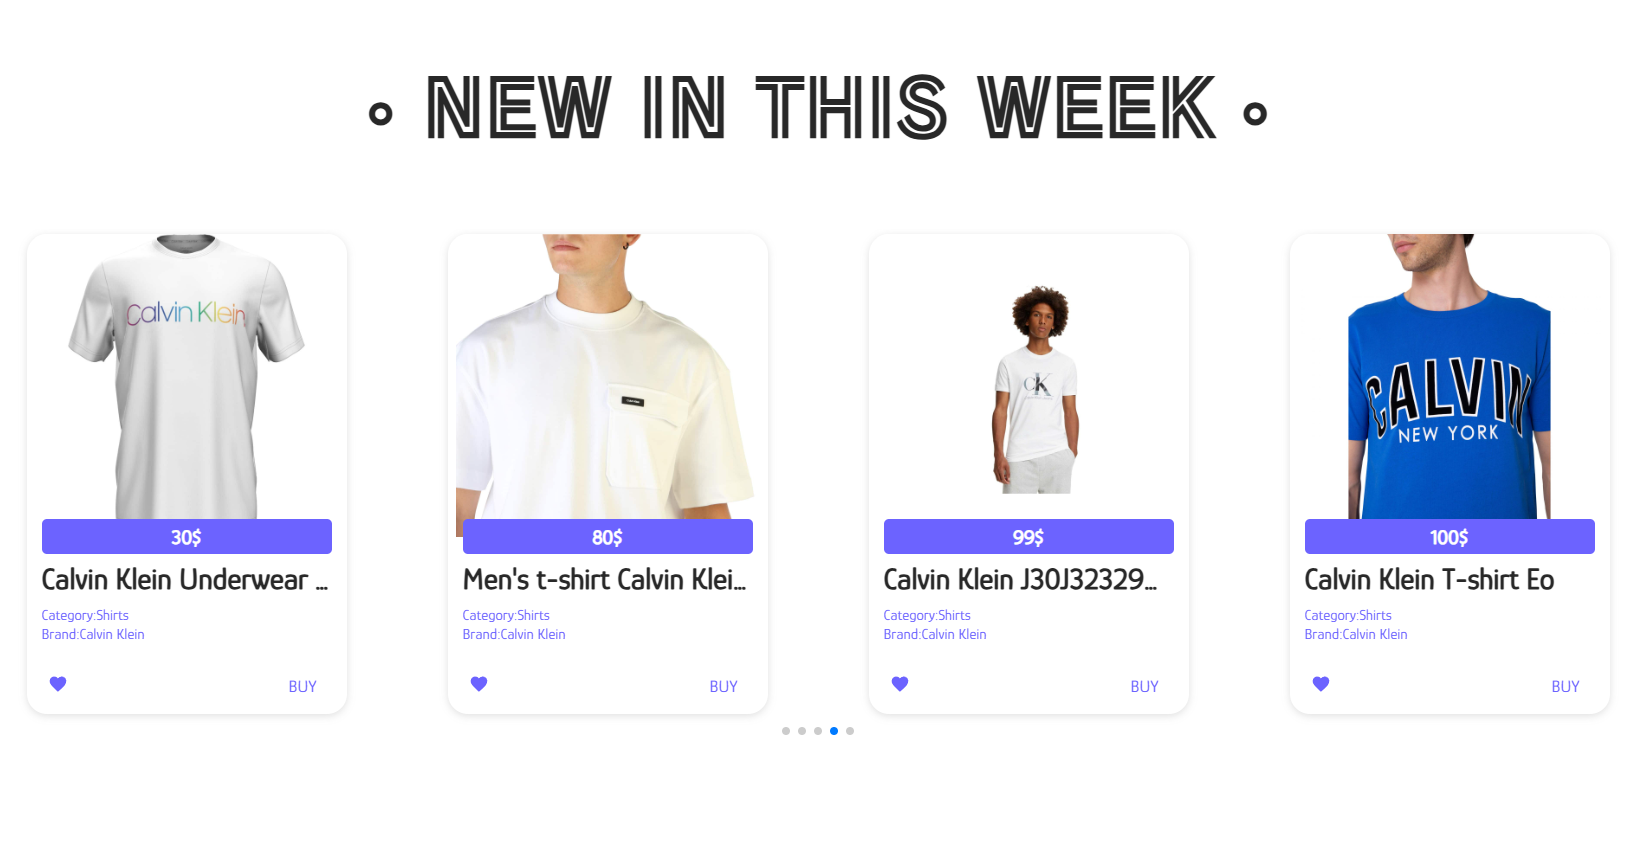 • NEW IN THIS WEEK •
Calvin Klein
30$
Calvin Klein Underwear ...
Category:Shirts
Brand:Calvin Klein
BUY
80$
Men's t-shirt Calvin Klei...
Category:Shirts
Brand:Calvin Klein
BUY
CK
99$
Calvin Klein J30J32329...
Category:Shirts
Brand:Calvin Klein
BUY
CALVIN
NEW YORK
100$
Calvin Klein T-shirt Eo
Category:Shirts
Brand:Calvin Klein
BUY